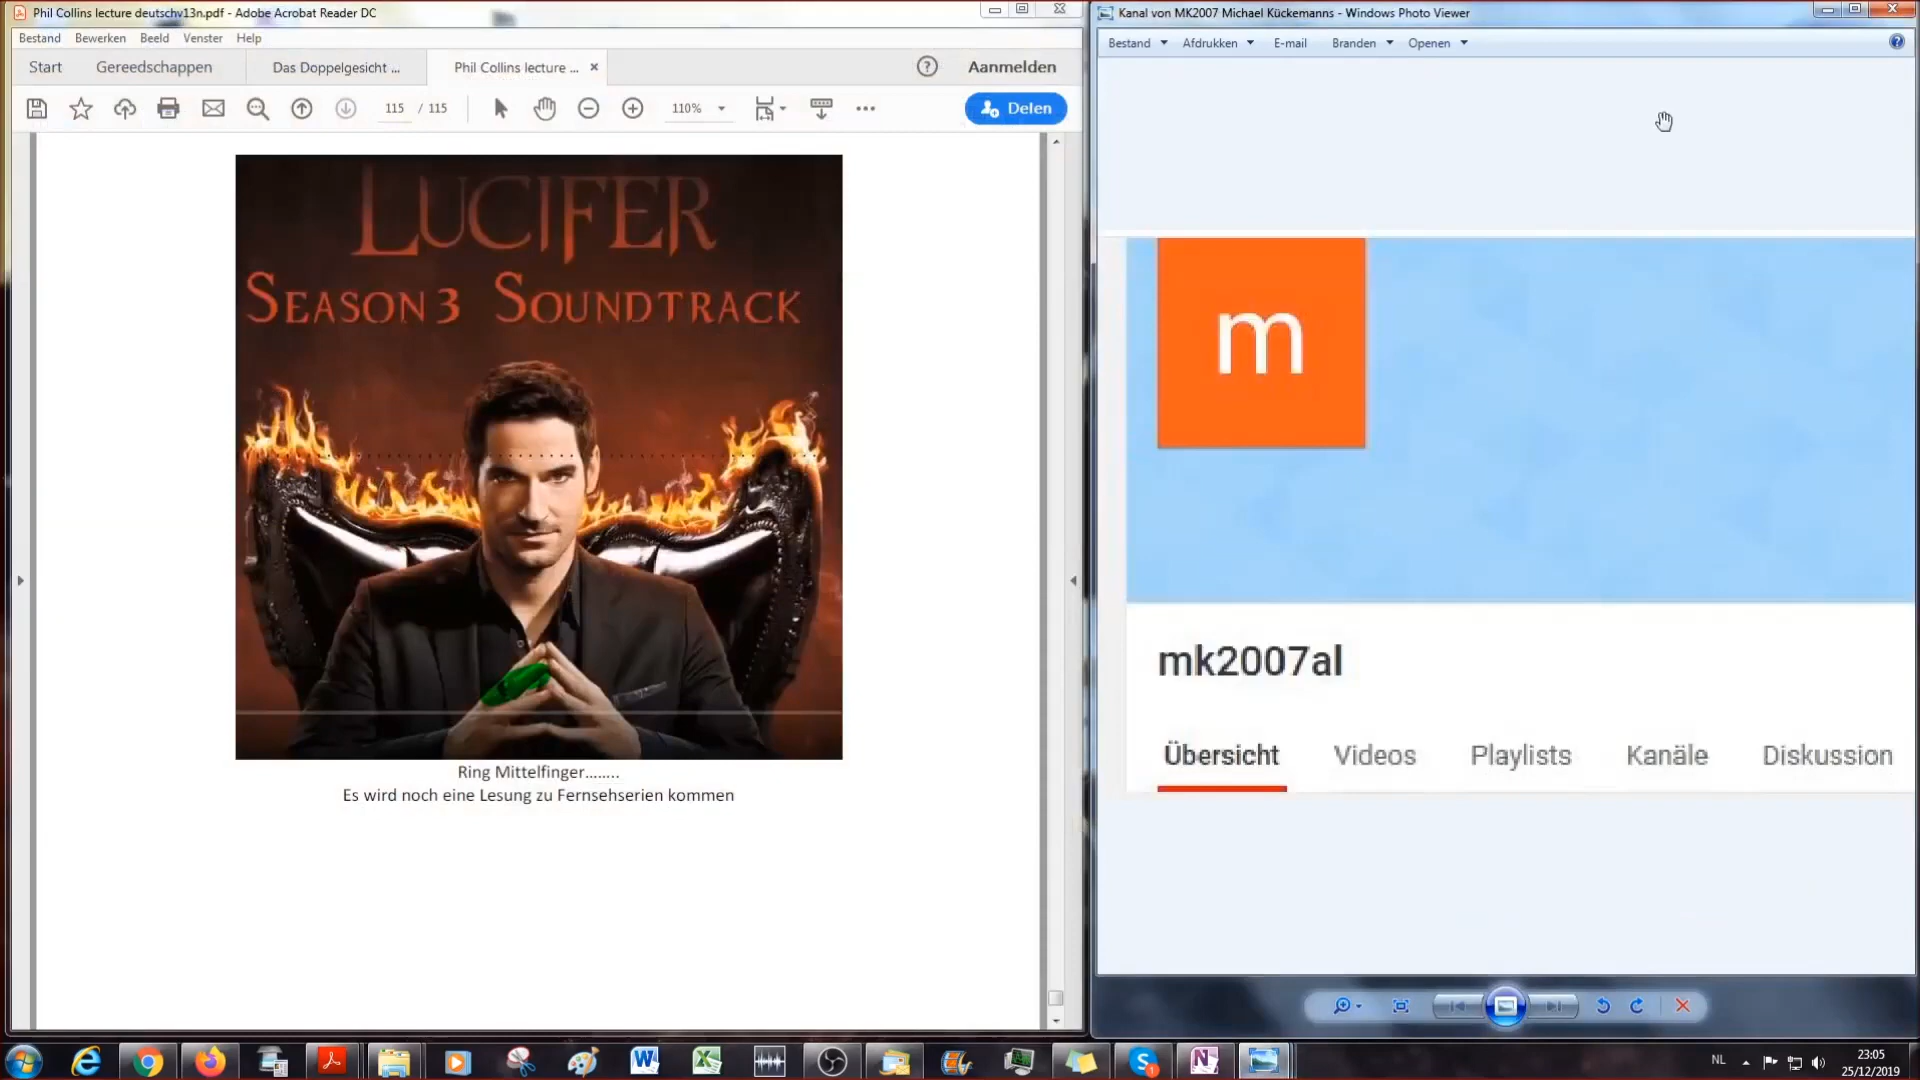 Phil Collins lecture deutschv13n.pdf - Adobe Acrobat Reader DC
Bestand Bewerken Beeld Venster Help
Start Gereedschappen Das Doppelgesicht ... Phil Collins lecture ... × Aanmelden
115 / 115 110% Delen
LUCIFER
SEASON 3 SOUNDTRACK
Ring Mittelfinger........
Es wird noch eine Lesung zu Fernsehserien kommen
Kanal von MK2007 Michael Kückemanns - Windows Photo Viewer
Bestand Afdrukken E-mail Branden Openen
m
mk2007al
Übersicht Videos Playlists Kanäle Diskussion
NL
23:05
25/12/2019